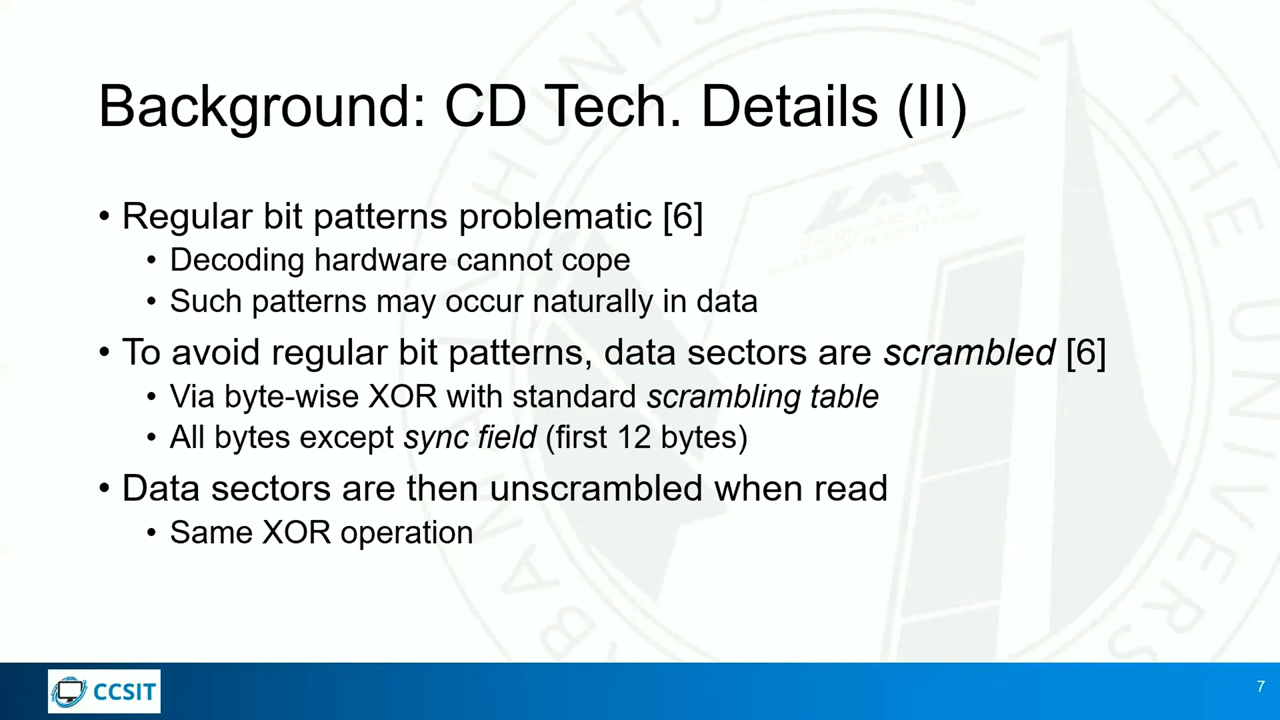 Background: CD Tech. Details (II)
• Regular bit patterns problematic [6]
• Decoding hardware cannot cope
• Such patterns may occur naturally in data
• To avoid regular bit patterns, data sectors are scrambled [6]
• Via byte-wise XOR with standard scrambling table
• All bytes except sync field (first 12 bytes)
• Data sectors are then unscrambled when read
• Same XOR operation
CCSIT
7